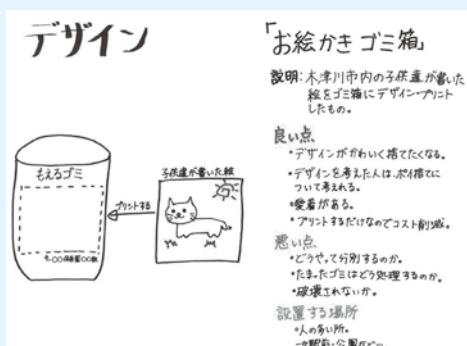 デザイン
もえるゴミ
プリントする
子供達が書いた絵
「お絵かきゴミ箱」
説明:木津川市内の子供達が書いた
絵をゴミ箱にデザイン・プリント
したもの。
良い点
・デザインがかわいく捨てたくなる。
・デザインを考えた人は、ポイ捨てに
ついて考えれる。
・愛着がある。
・プリントするだけなのでコスト削減。
悪い点
・どうやって分別するのか。
・たまったゴミはどう処理するのか。
・破壊されないか。
設置する場所
・人の多い所。